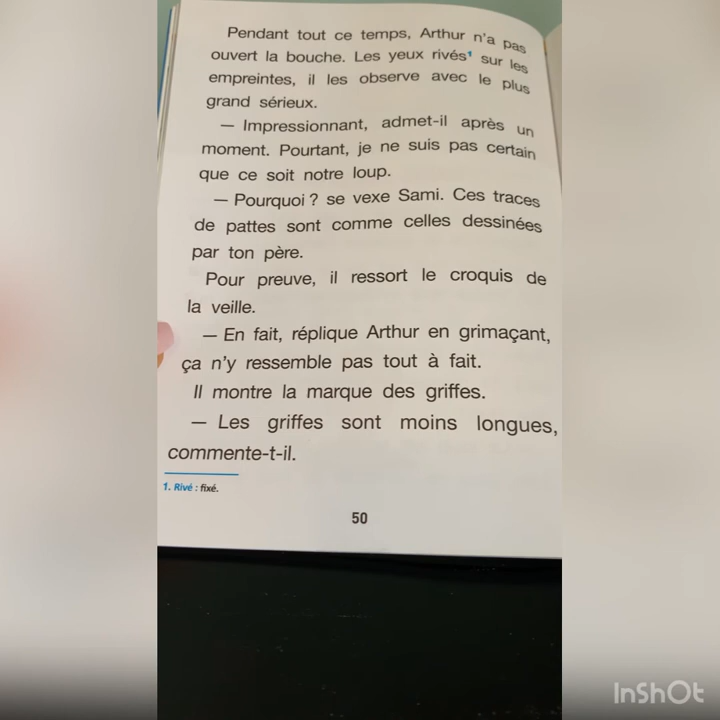 Pendant tout ce temps, Arthur n'a pas
ouvert la bouche. Les yeux rivés¹ sur les
empreintes, il les observe avec le plus
grand sérieux.
— Impressionnant, admet-il après un
moment. Pourtant, je ne suis pas certain
que ce soit notre loup.
— Pourquoi ? se vexe Sami. Ces traces
de pattes sont comme celles dessinées
par ton père.
Pour preuve, il ressort le croquis de
la veille.
— En fait, réplique Arthur en grimaçant,
ça n'y ressemble pas tout à fait.
Il montre la marque des griffes.
— Les griffes sont moins longues,
commente-t-il.
1. Rivé : fixé.
50
InShOt